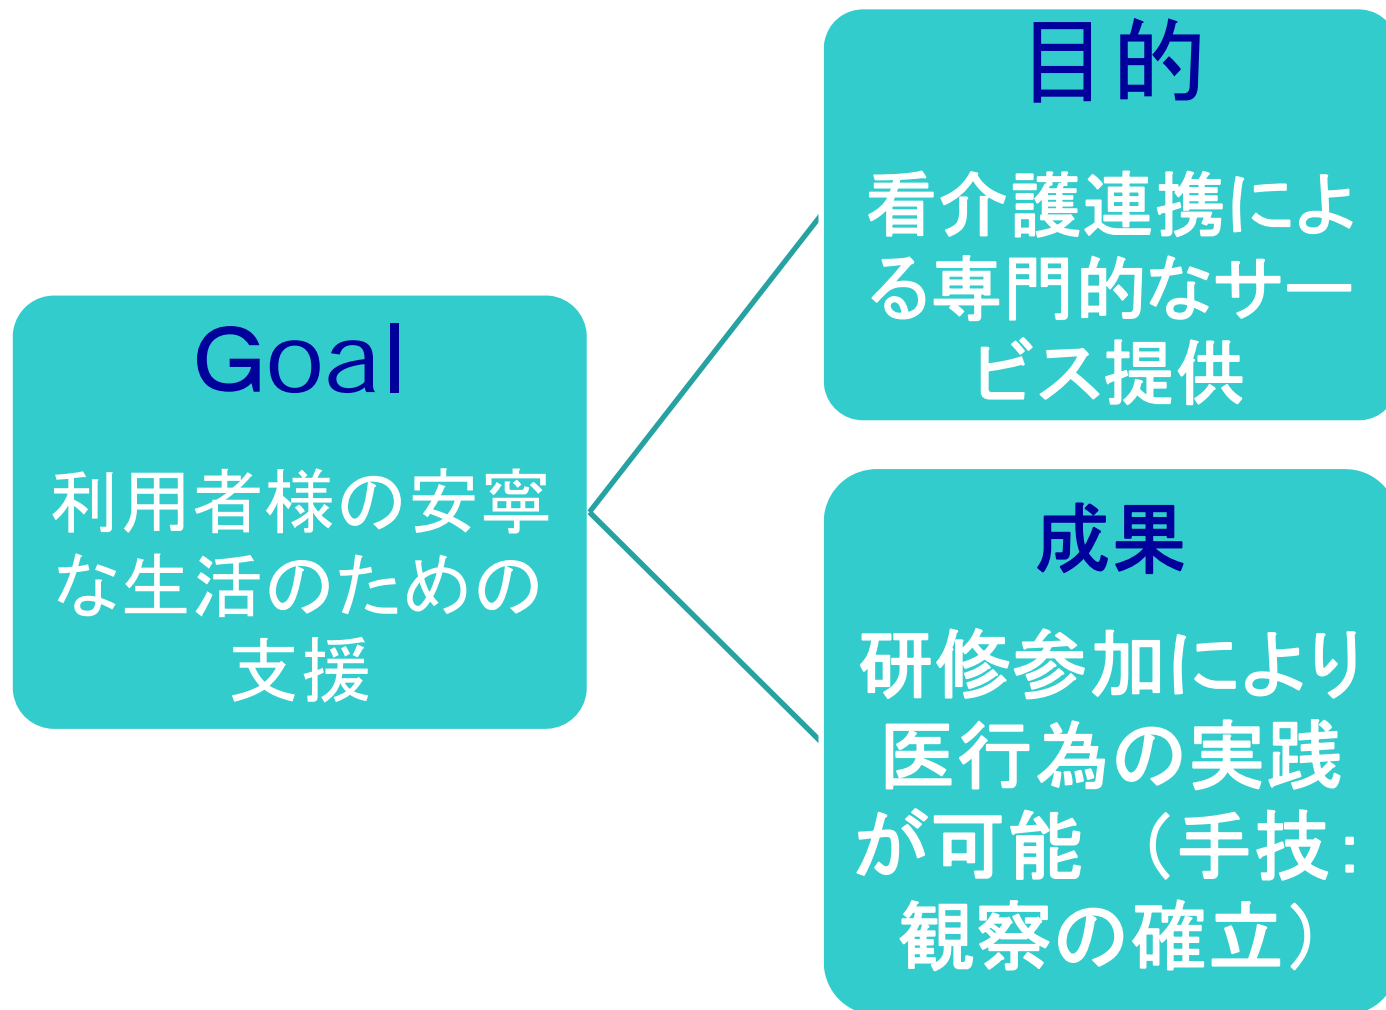 Goal
利用者様の安寧
な生活のための
支援
目的
看介護連携によ
る専門的なサー
ビス提供
成果
研修参加により
医行為の実践
が可能 （手技：
観察の確立）